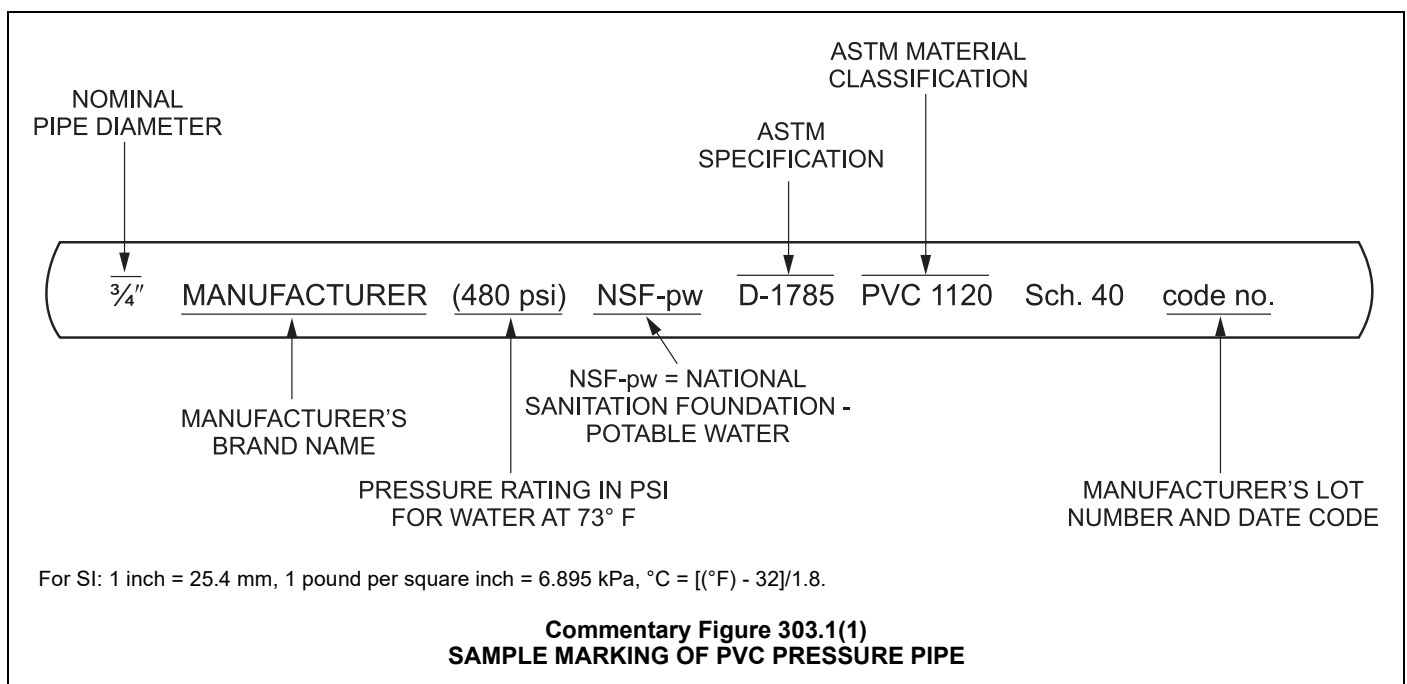 ASTM MATERIAL
CLASSIFICATION
NOMINAL
PIPE DIAMETER
ASTM
SPECIFICATION
¾″ MANUFACTURER (480 psi) NSF-pw D-1785 PVC 1120 Sch. 40 code no.
NSF-pw = NATIONAL
SANITATION FOUNDATION -
POTABLE WATER
MANUFACTURER’S
BRAND NAME
PRESSURE RATING IN PSI
FOR WATER AT 73° F
MANUFACTURER’S LOT
NUMBER AND DATE CODE
For SI: 1 inch = 25.4 mm, 1 pound per square inch = 6.895 kPa, °C = [(°F) - 32]/1.8.
Commentary Figure 303.1(1)
SAMPLE MARKING OF PVC PRESSURE PIPE